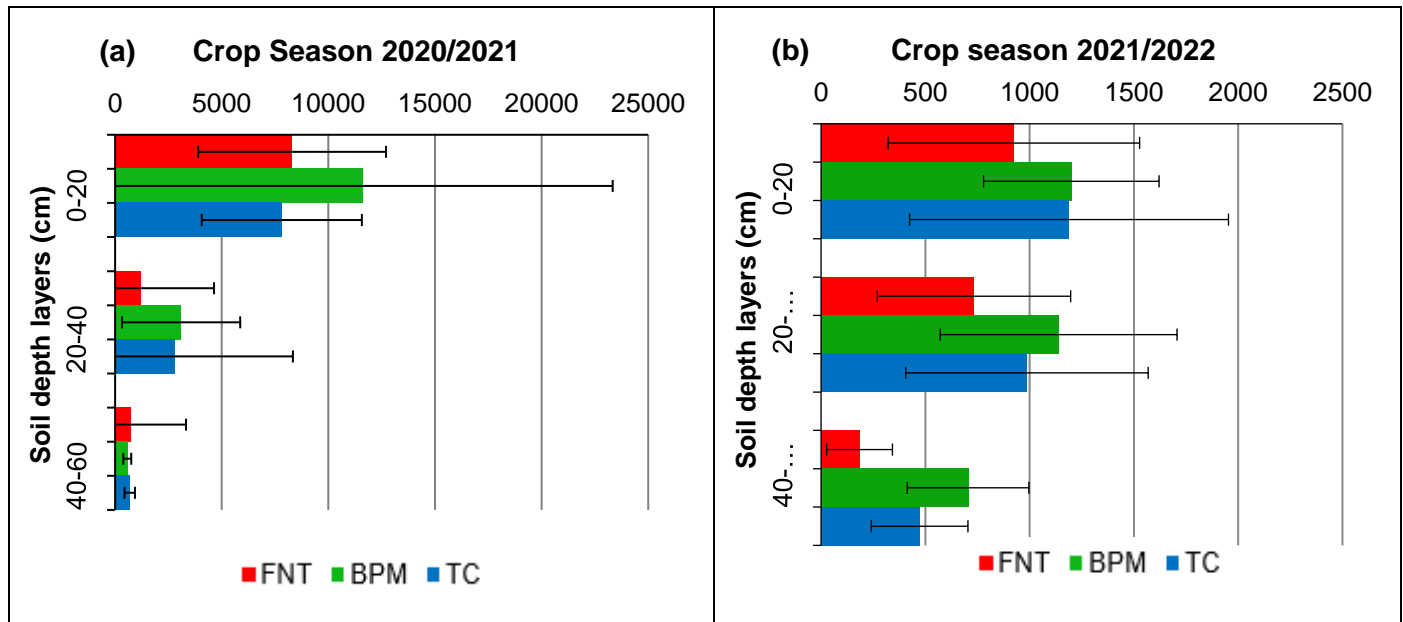 (a) Crop Season 2020/2021
0 5000 10000 15000 20000 25000
Soil depth layers (cm)
0-20
20-40
40-60
FNT BPM TC
(b) Crop season 2021/2022
0 500 1000 1500 2000 2500
Soil depth layers (cm)
0-20
20-…
40-…
FNT BPM TC